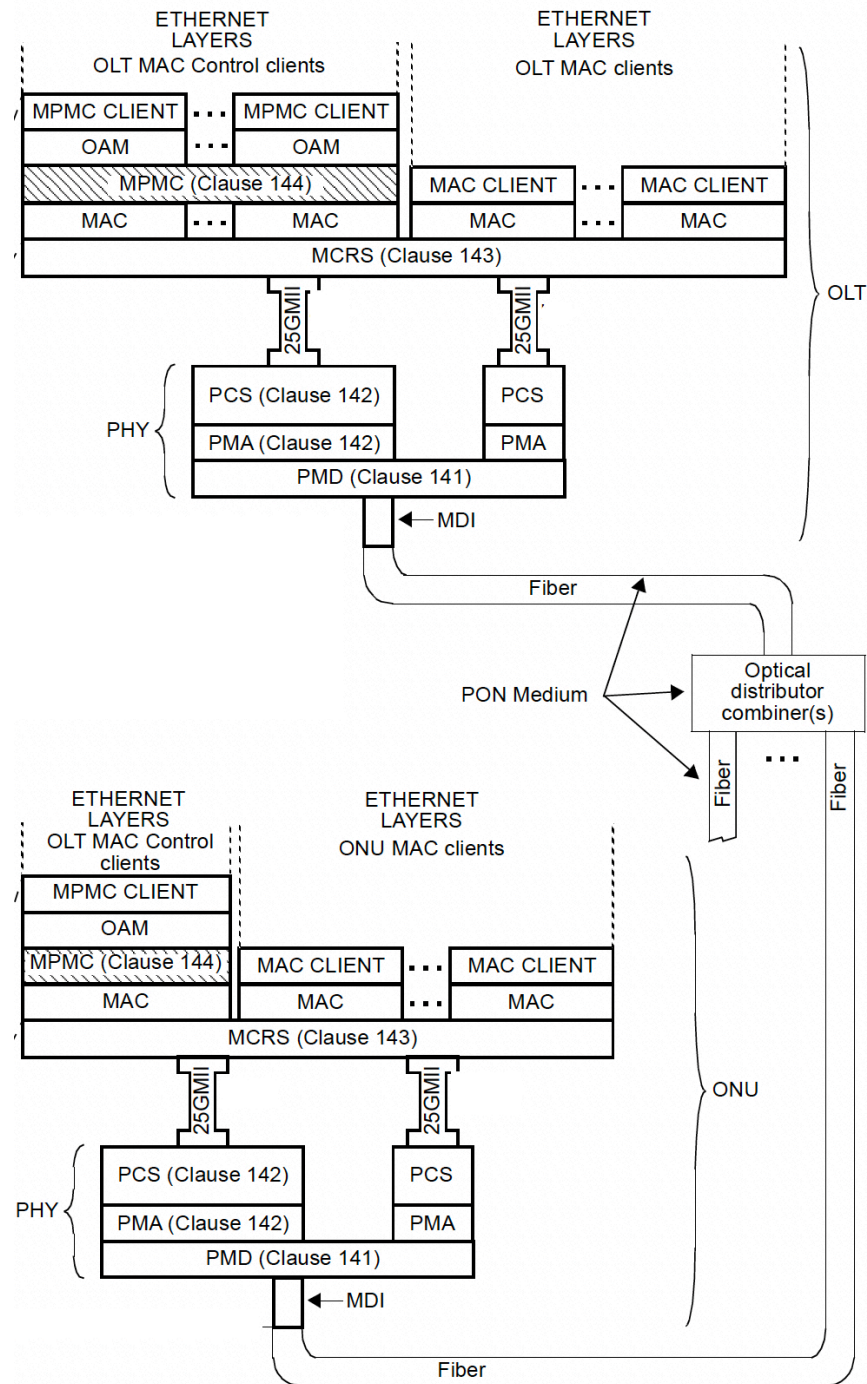 ETHERNET
LAYERS
OLT MAC Control clients
ETHERNET
LAYERS
OLT MAC clients
MPMC CLIENT ... MPMC CLIENT
OAM ... OAM
MPMC (Clause 144)
MAC CLIENT ... MAC CLIENT
MAC ... MAC
MAC ... MAC
MCRS (Clause 143)
OLT
25GMII
25GMII
PHY
PCS (Clause 142)
PCS
PMA (Clause 142)
PMA
PMD (Clause 141)
MDI
Fiber
PON Medium
Optical
distributor
combiner(s)
...
Fiber
Fiber
ETHERNET
LAYERS
OLT MAC Control
clients
ETHERNET
LAYERS
ONU MAC clients
MPMC CLIENT
OAM
MPMC (Clause 144)
MAC CLIENT ... MAC CLIENT
MAC
MAC ... MAC
MCRS (Clause 143)
ONU
25GMII
25GMII
PHY
PCS (Clause 142)
PCS
PMA (Clause 142)
PMA
PMD (Clause 141)
MDI
Fiber